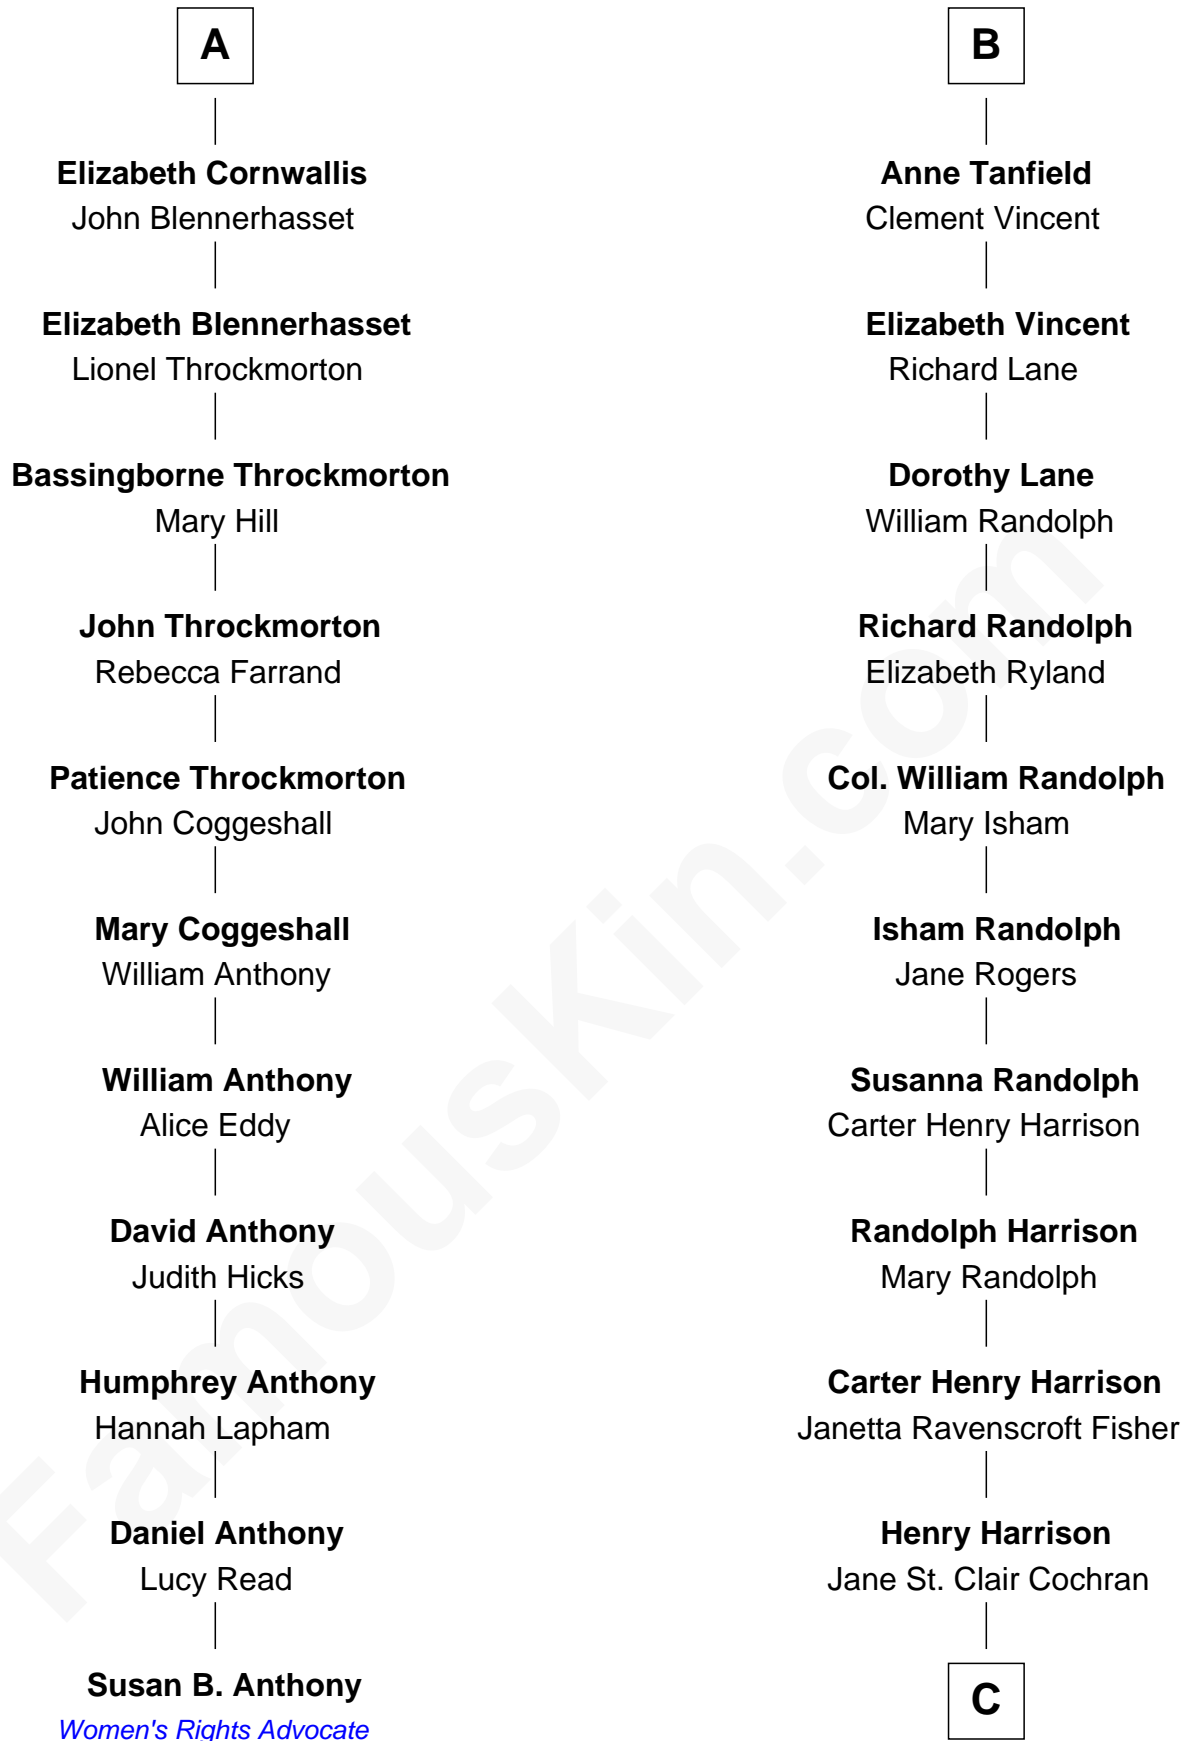 A
Elizabeth Cornwallis
John Blennerhasset
Elizabeth Blennerhasset
Lionel Throckmorton
Bassingborne Throckmorton
Mary Hill
John Throckmorton
Rebecca Farrand
Patience Throckmorton
John Coggeshall
Mary Coggeshall
William Anthony
William Anthony
Alice Eddy
David Anthony
Judith Hicks
Humphrey Anthony
Hannah Lapham
Daniel Anthony
Lucy Read
Susan B. Anthony
Women's Rights Advocate
B
Anne Tanfield
Clement Vincent
Elizabeth Vincent
Richard Lane
Dorothy Lane
William Randolph
Richard Randolph
Elizabeth Ryland
Col. William Randolph
Mary Isham
Isham Randolph
Jane Rogers
Susanna Randolph
Carter Henry Harrison
Randolph Harrison
Mary Randolph
Carter Henry Harrison
Janetta Ravenscroft Fisher
Henry Harrison
Jane St. Clair Cochran
C
FamousKin.com